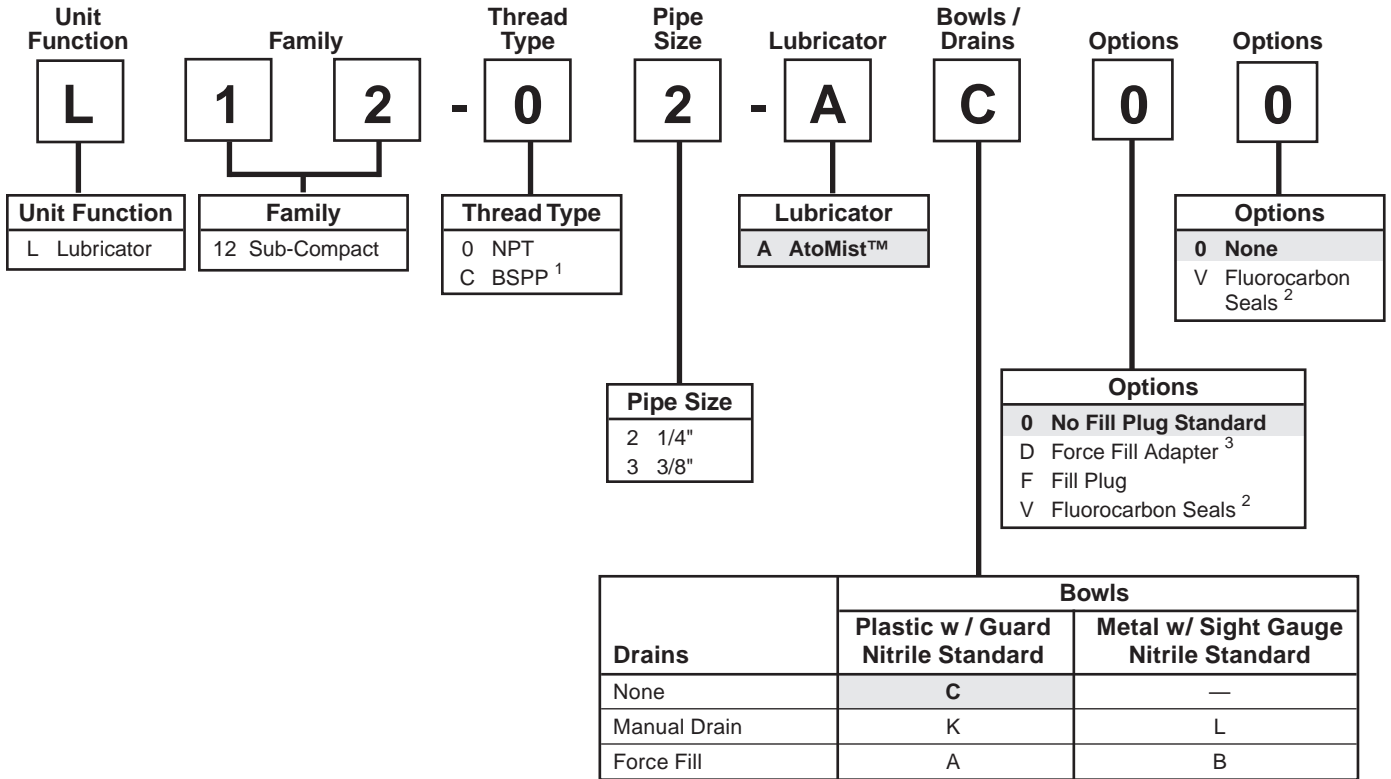 Unit Function
Family
Thread Type
Pipe Size
Lubricator
Bowls / Drains
Options
Options
L 1 2 - 0 2 - A C 0 0
Unit Function
L Lubricator
Family
12 Sub-Compact
Thread Type
0 NPT
C BSPP 1
Lubricator
A AtoMist™
Options
0 None
V Fluorocarbon
Seals 2
Pipe Size
2 1/4"
3 3/8"
Options
0 No Fill Plug Standard
D Force Fill Adapter 3
F Fill Plug
V Fluorocarbon Seals 2
Bowls
Drains
Plastic w / Guard
Nitrile Standard
Metal w/ Sight Gauge
Nitrile Standard
None C —
Manual Drain K L
Force Fill A B